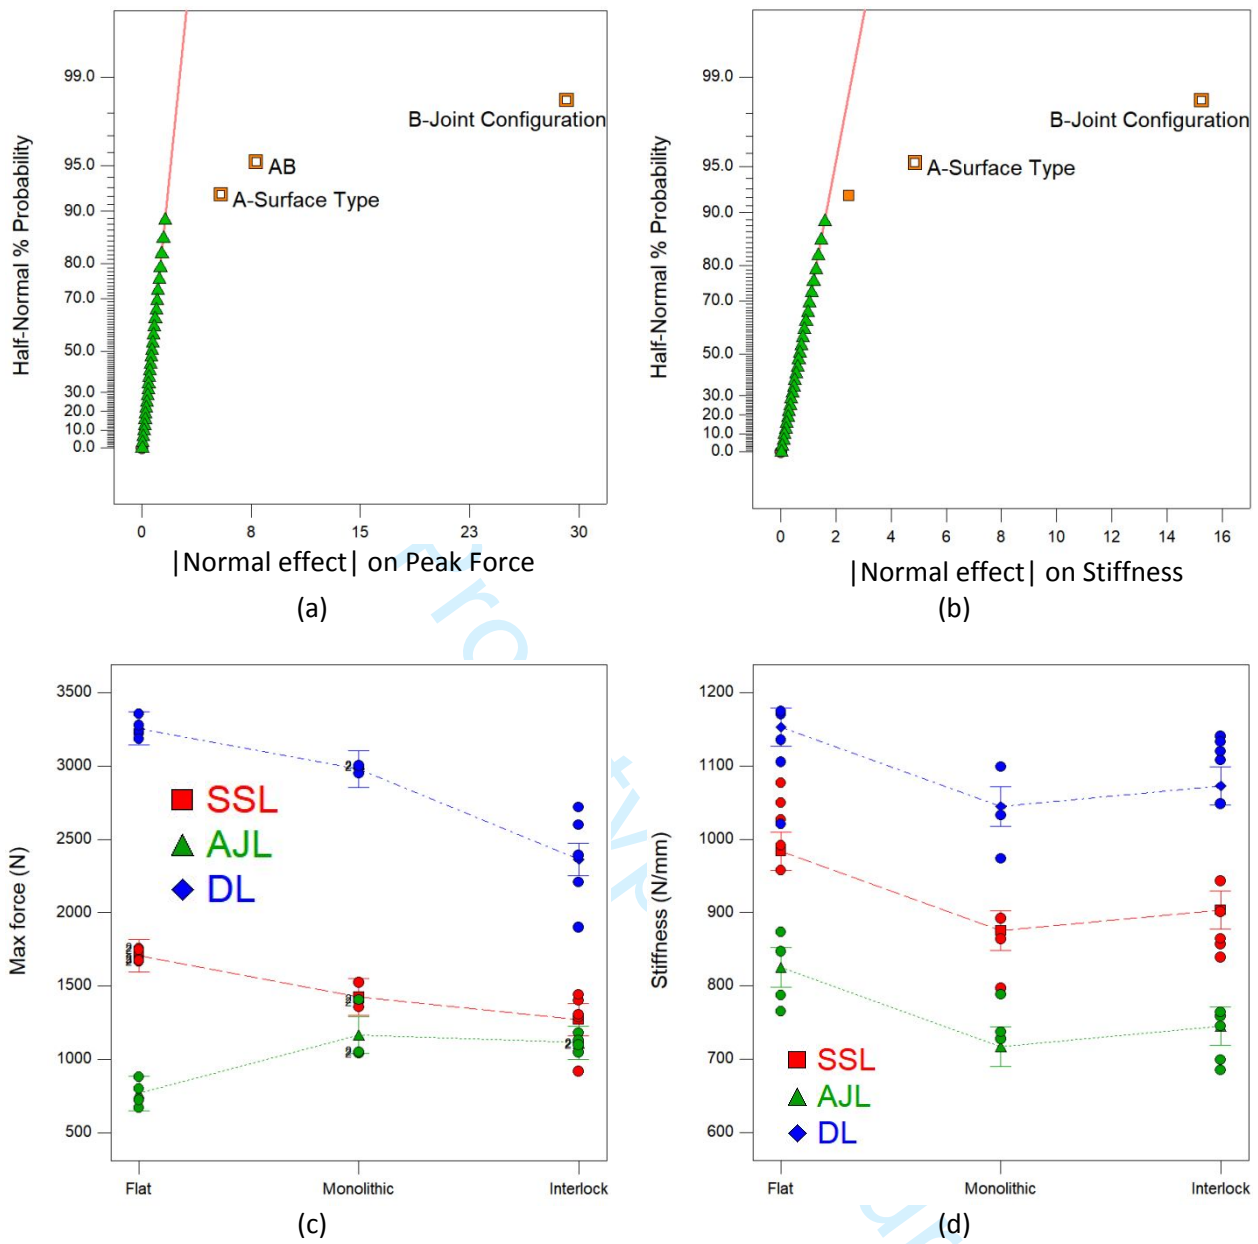 99.0
95.0
90.0
80.0
70.0
50.0
30.0
20.0
10.0
0.0
Half-Normal % Probability
B-Joint Configuration
AB
A-Surface Type
0 8 15 23 30
|Normal effect| on Peak Force
(a)
99.0
95.0
90.0
80.0
70.0
50.0
30.0
20.0
10.0
0.0
Half-Normal % Probability
B-Joint Configuration
A-Surface Type
0 2 4 6 8 10 12 14 16
|Normal effect| on Stiffness
(b)
3500
3000
2500
2000
1500
1000
500
Max force (N)
SSL
AJL
DL
Flat Monolithic Interlock
(c)
1200
1100
1000
900
800
700
600
Stiffness (N/mm)
SSL
AJL
DL
Flat Monolithic Interlock
(d)